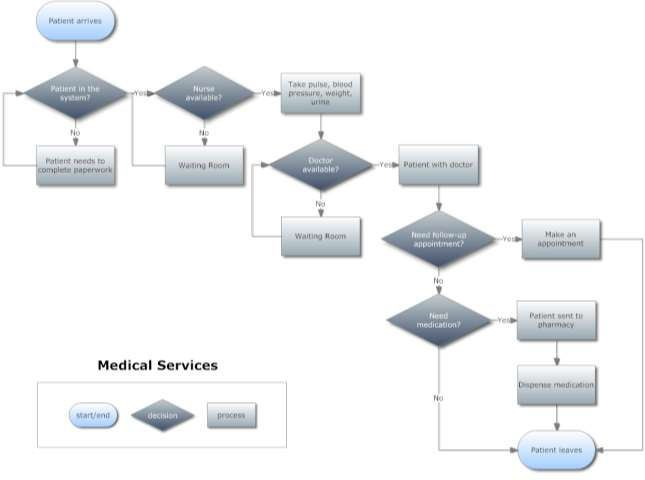 Patient arrives
Patient in the
system?
Yes
Nurse
available?
Yes
Take pulse, blood
pressure, weight,
urine
No
No
Patient needs to
complete paperwork
Waiting Room
Doctor
available?
Yes
Patient with doctor
No
Waiting Room
Need follow-up
appointment?
Yes
Make an
appointment
No
Need
medication?
Yes
Patient sent to
pharmacy
Medical Services
Dispense medication
No
start/end
decision
process
Patient leaves